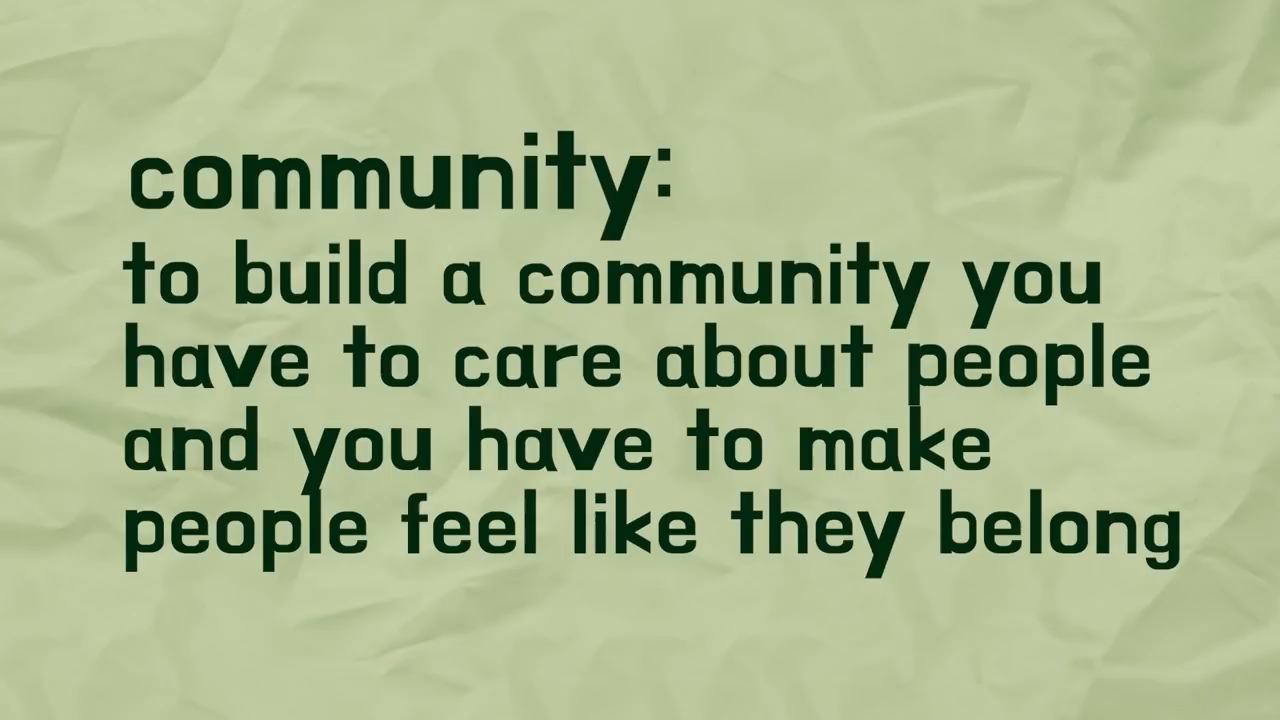 community:
to build a community you
have to care about people
and you have to make
people feel like they belong